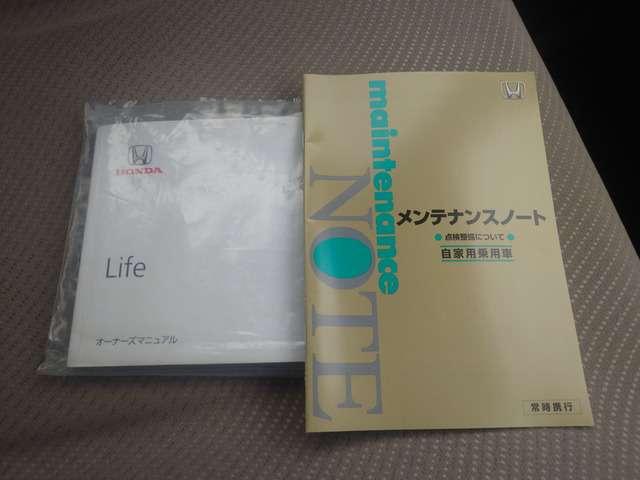 HONDA
Life
オーナーズマニュアル
maintenance
NOTE
メンテナンスノート
点検整備について
自家用乗用車
常時携行